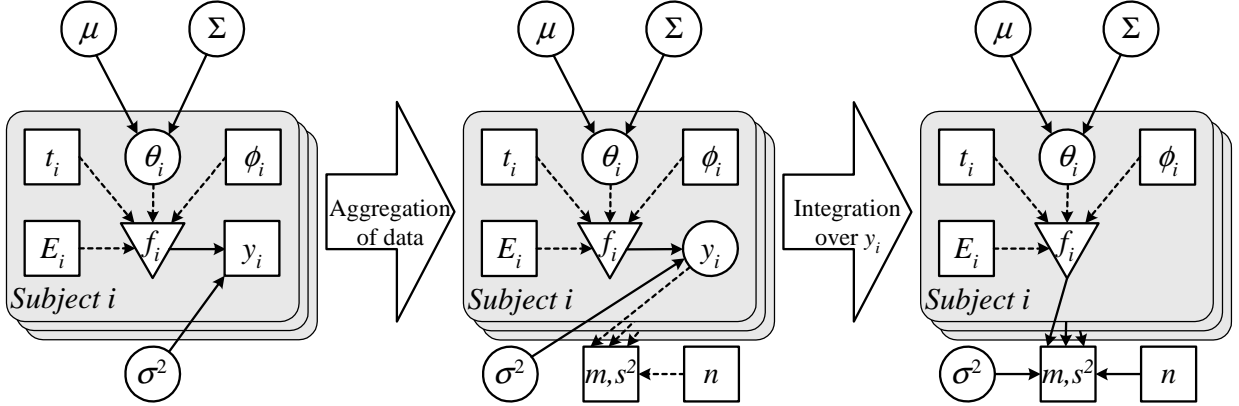 μ Σ
t_i θ_i ϕ_i
E_i f_i y_i
Subject i
σ²
Aggregation
of data
μ Σ
t_i θ_i ϕ_i
E_i f_i y_i
Subject i
σ² m,s² n
Integration
over y_i
μ Σ
t_i θ_i ϕ_i
E_i f_i
Subject i
σ² m,s² n